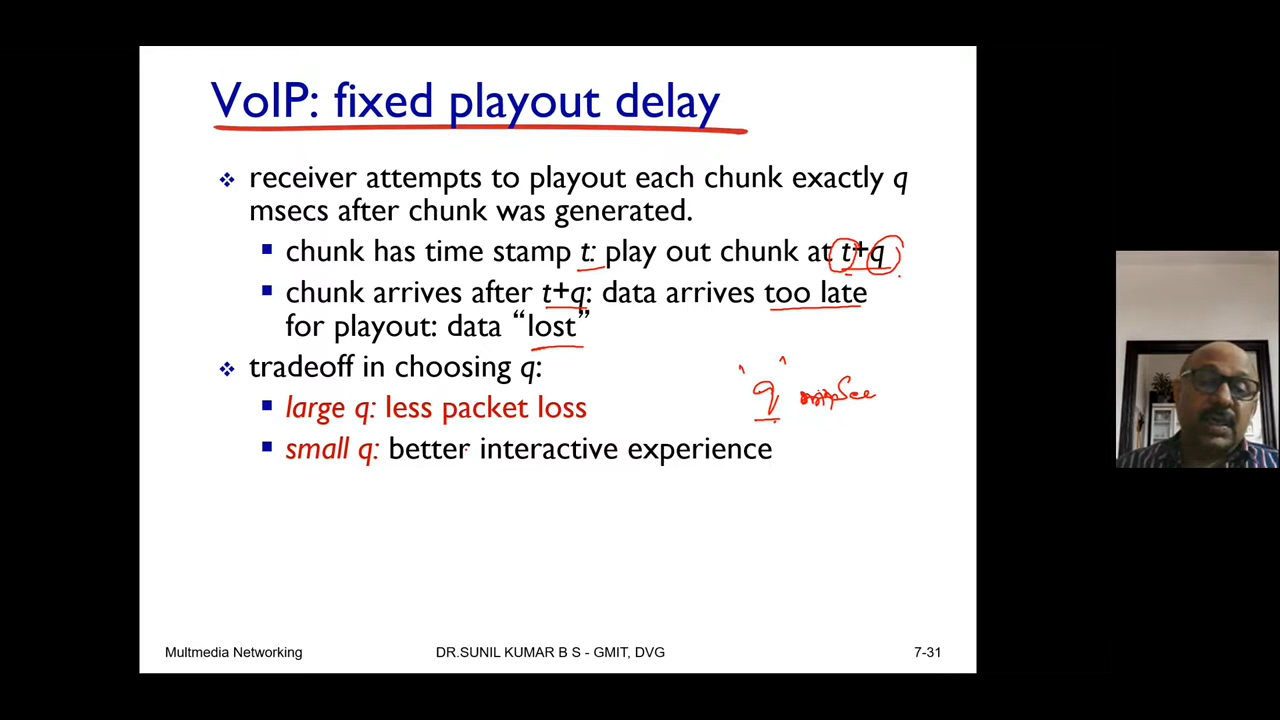 VoIP: fixed playout delay
❖ receiver attempts to playout each chunk exactly q
msecs after chunk was generated.
▪ chunk has time stamp t: play out chunk at t+q
▪ chunk arrives after t+q: data arrives too late
for playout: data “lost”
❖ tradeoff in choosing q:
▪ large q: less packet loss
'q'
▪ small q: better interactive experience
Multmedia Networking DR.SUNIL KUMAR B S - GMIT, DVG 7-31